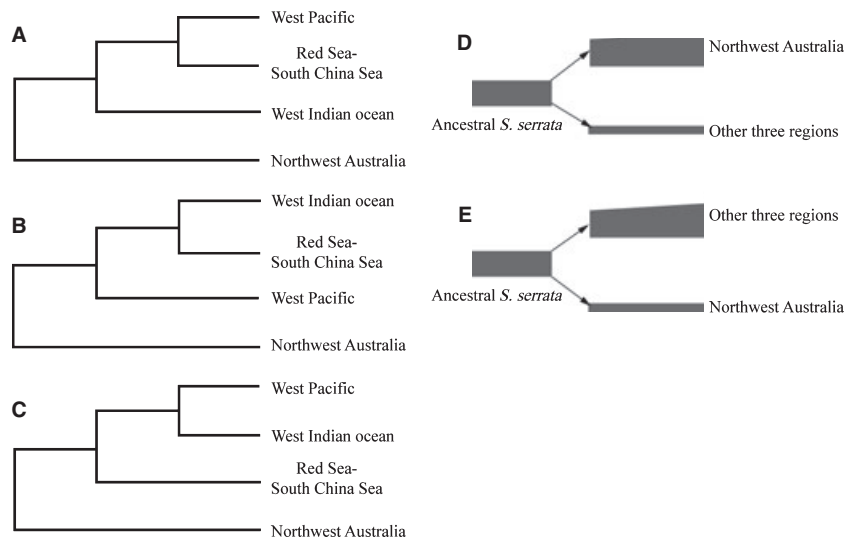 A
West Pacific
Red Sea-
South China Sea
West Indian ocean
Northwest Australia
B
West Indian ocean
Red Sea-
South China Sea
West Pacific
Northwest Australia
C
West Pacific
West Indian ocean
Red Sea-
South China Sea
Northwest Australia
D
Northwest Australia
Ancestral S. serrata
Other three regions
E
Other three regions
Ancestral S. serrata
Northwest Australia